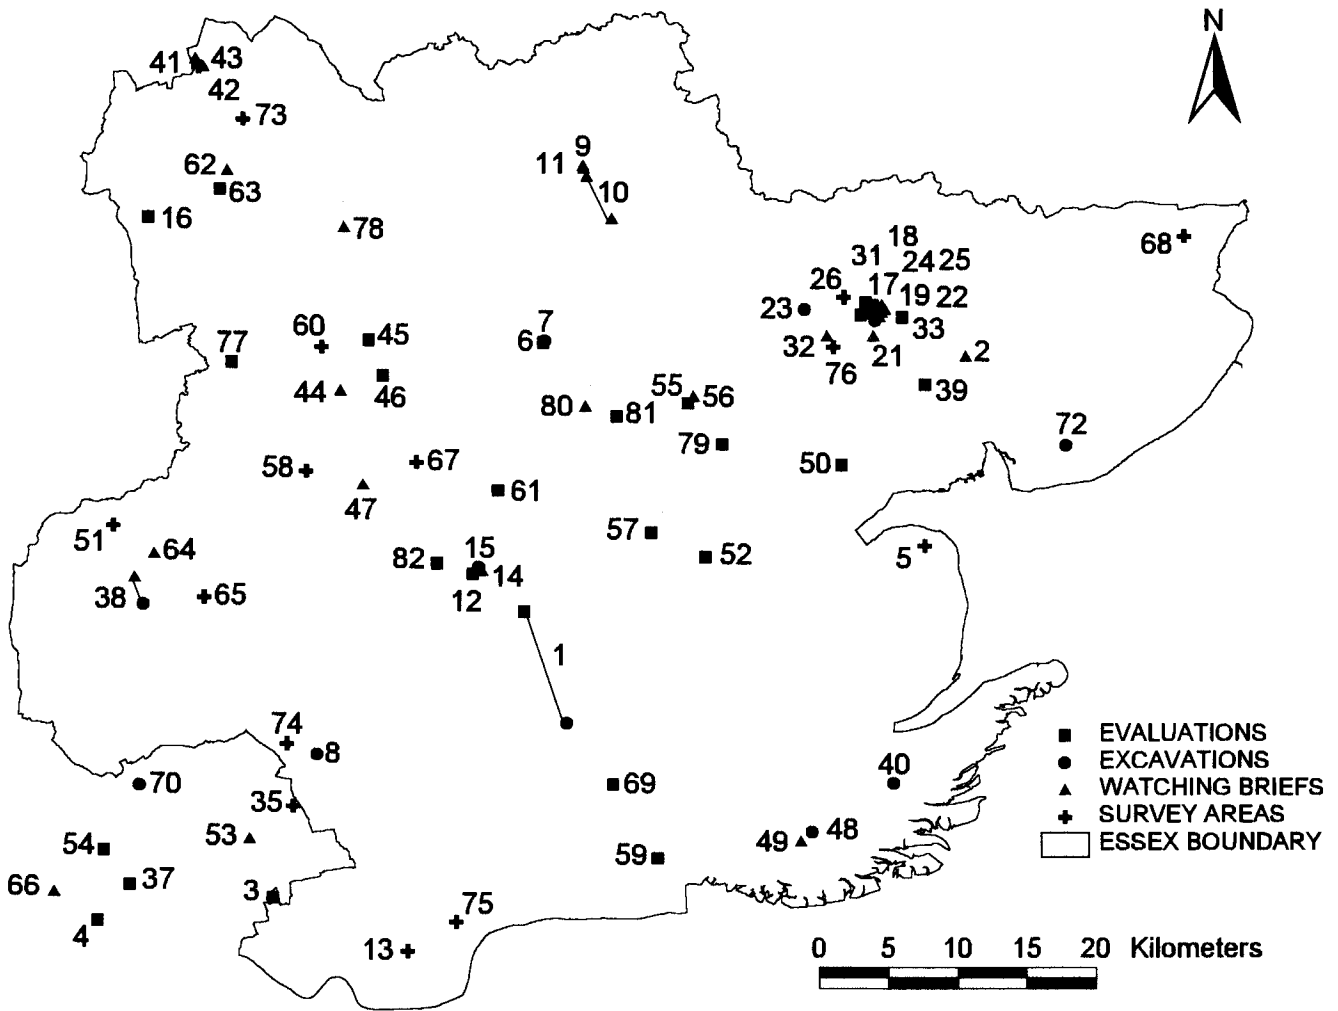 N
41 43
42
73
9
62 11
63 10
16
78
18
68
31
24 25
26 17
19 22
23
7
60 45 6 33
77 32 21 2
76
44 46 39
55 56
80 81
72
79
58 67 50
47 61
51 57
64 15 52 5
82 14
38 65 12
1
74
8
EVALUATIONS
EXCAVATIONS
40
70 69 WATCHING BRIEFS
35 SURVEY AREAS
53 49 48 ESSEX BOUNDARY
54 59
66 37 3
75
4
13
0 5 10 15 20 Kilometers